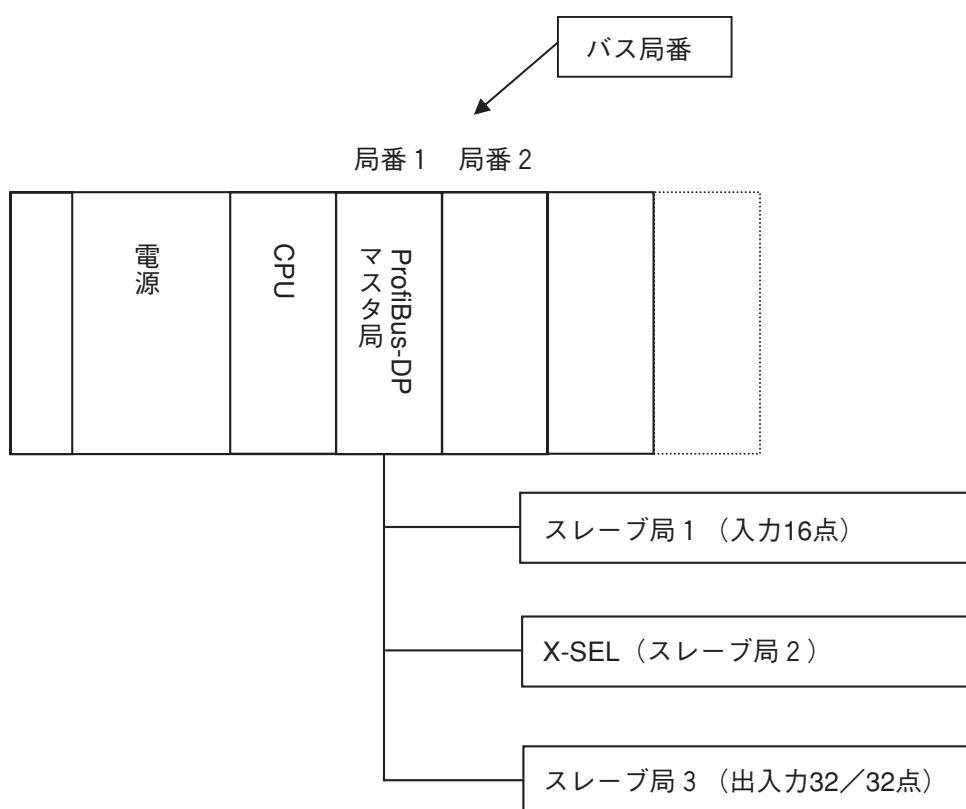 バス局番
局番1 局番2
電源
CPU
ProfiBus-DP
マスタ局
スレーブ局1（入力16点）
X-SEL（スレーブ局2）
スレーブ局3（出入力32／32点）